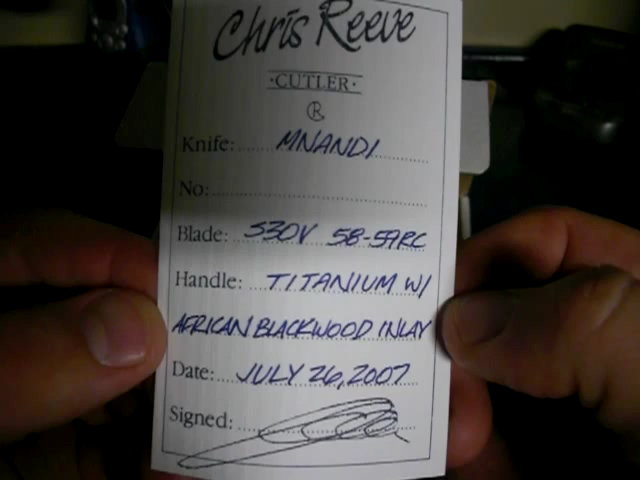 Chris Reeve
·CUTLER·
CR
Knife: MNANDI
No:
Blade: S30V 58-59RC
Handle: TITANIUM W/
AFRICAN BLACKWOOD INLAY
Date: JULY 26, 2007
Signed: